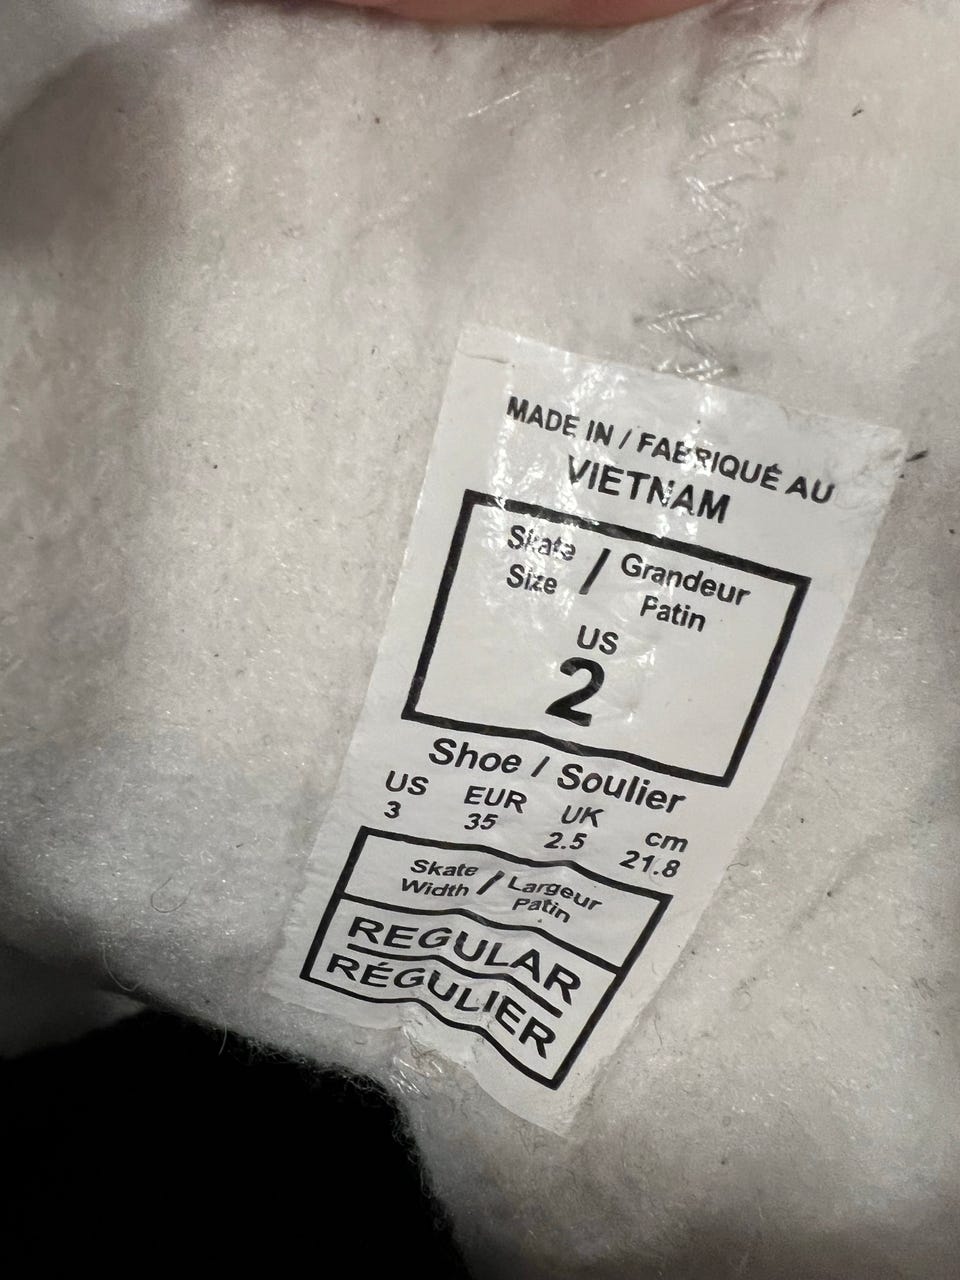 MADE IN / FABRIQUÉ AU
VIETNAM
Skate Size / Grandeur Patin
US
2
Shoe / Soulier
US EUR UK cm
3 35 2.5 21.8
Skate Width / Largeur Patin
REGULAR
RÉGULIER